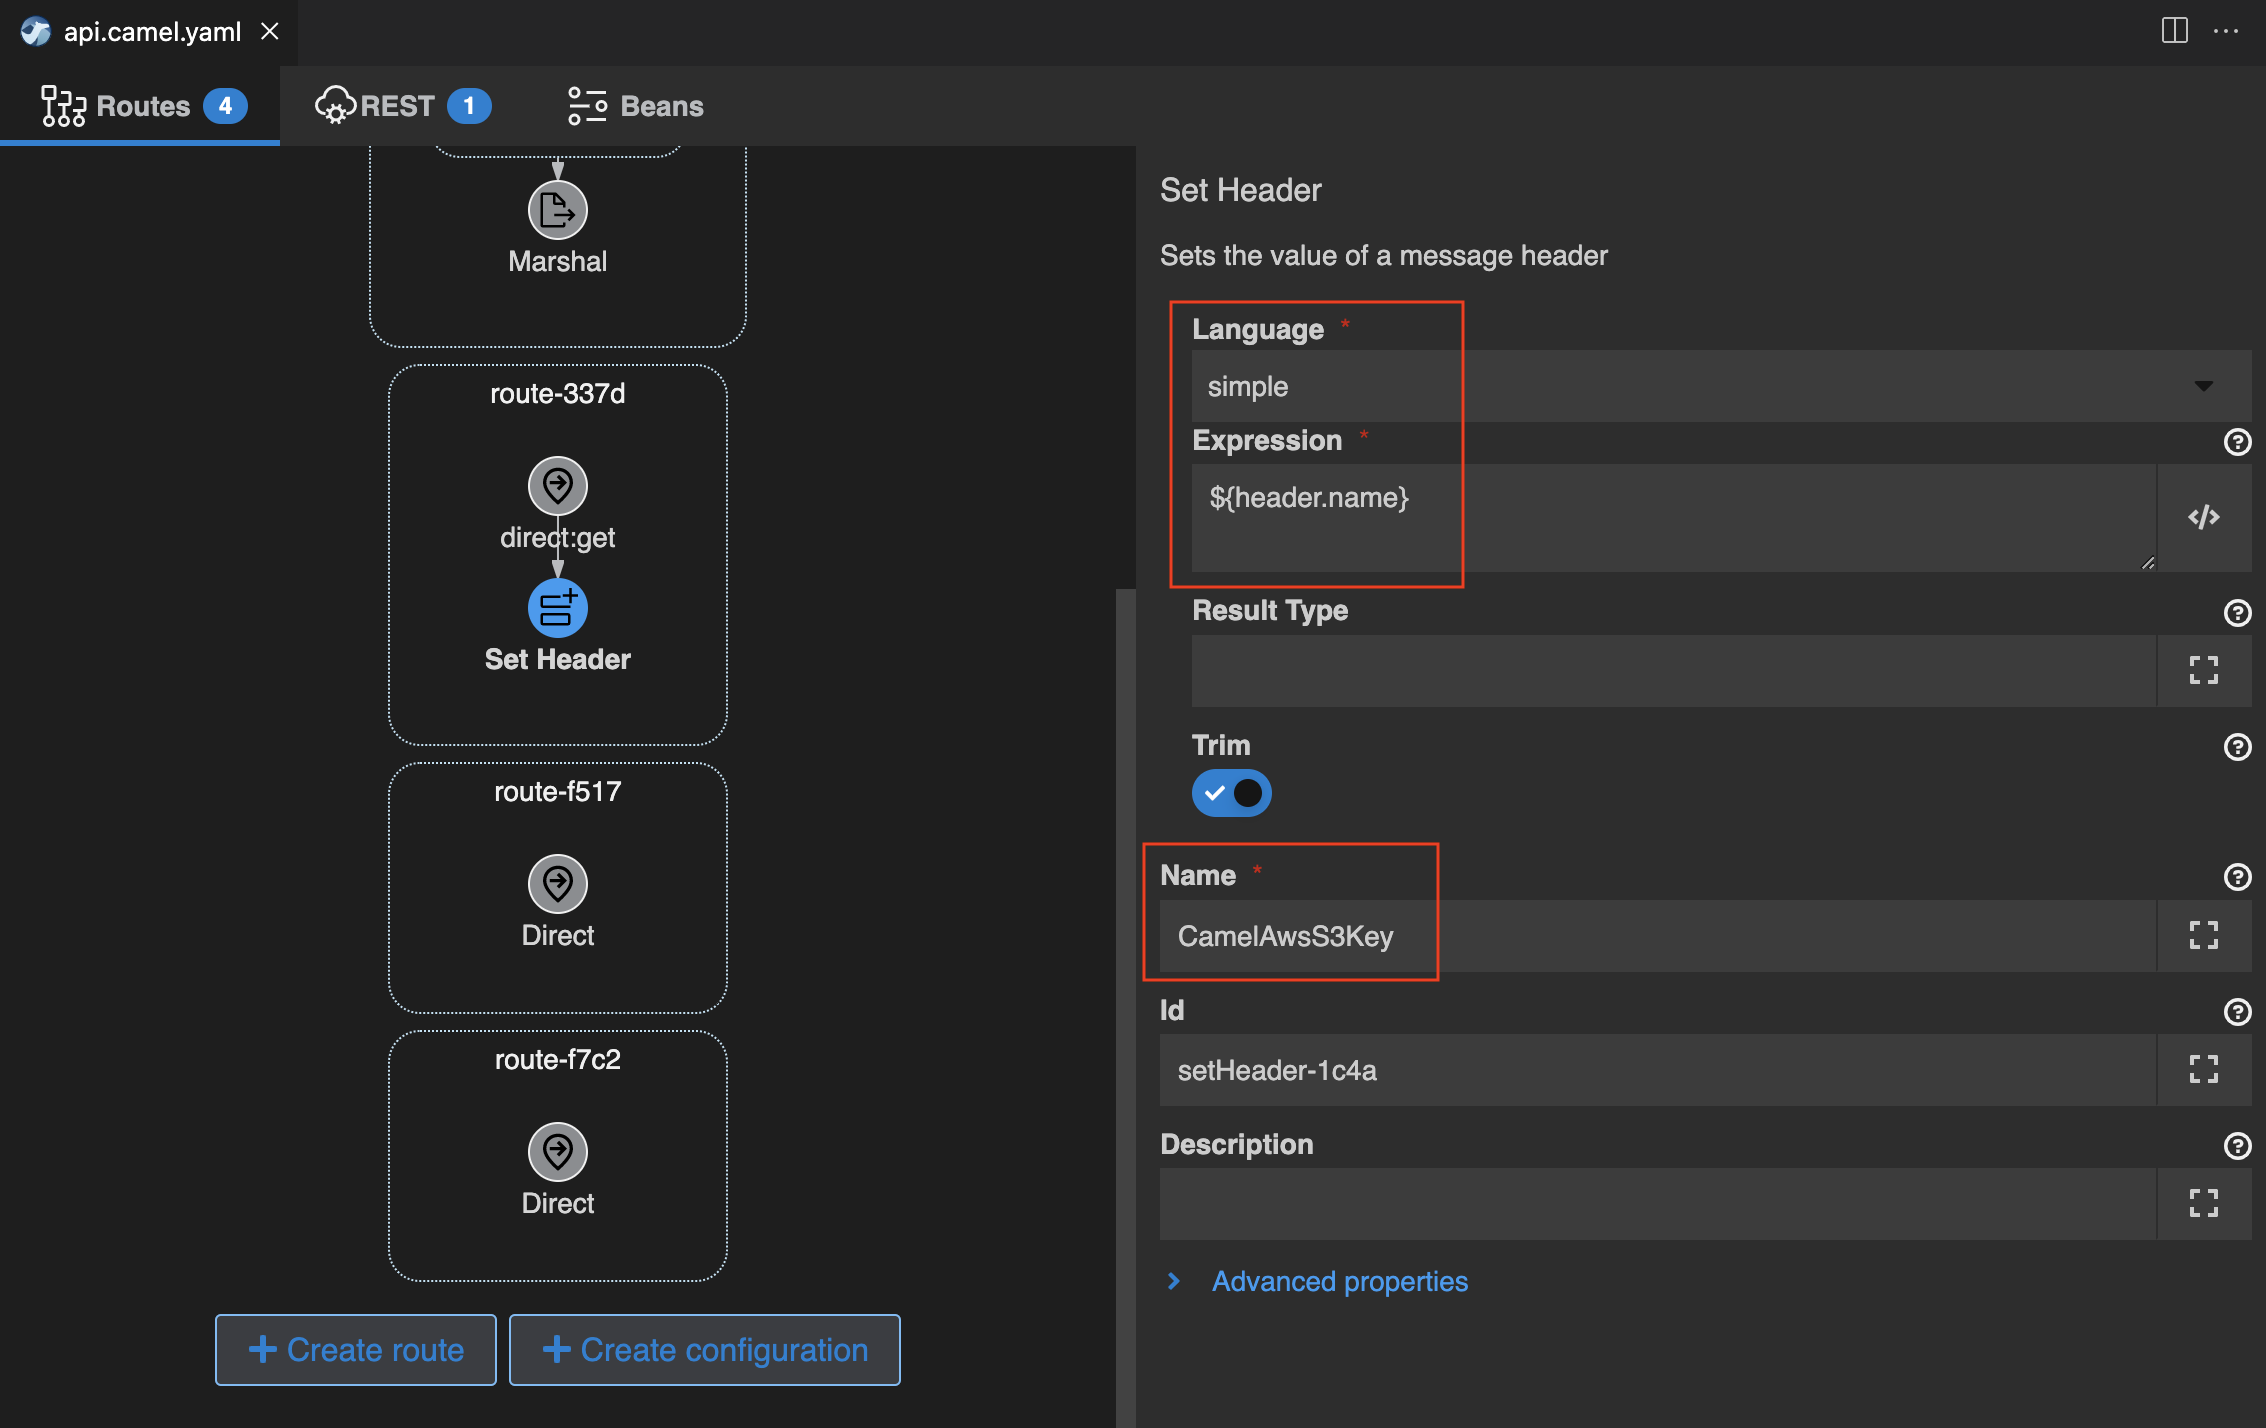 api.camel.yaml
Routes 4
REST 1
Beans
Marshal
route-337d
direct:get
Set Header
route-f517
Direct
route-f7c2
Direct
Create route
Create configuration
Set Header
Sets the value of a message header
Language *
simple
Expression *
${header.name}
Result Type
Trim
Name *
CamelAwsS3Key
Id
setHeader-1c4a
Description
Advanced properties